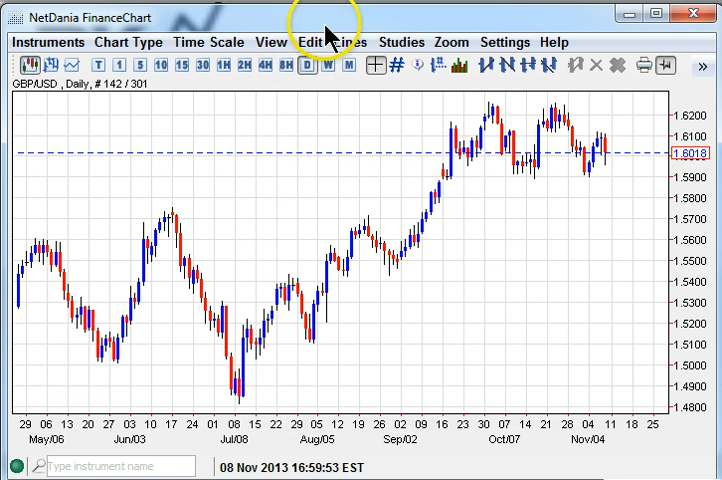 NetDania FinanceChart
Instruments Chart Type Time Scale View Edit Lines Studies Zoom Settings Help
T 1 5 10 15 30 1H 2H 4H 8H D W M »
GBP/USD , Daily, # 142 / 301
1.6200
1.6100
1.6018
1.5900
1.5800
1.5700
1.5600
1.5500
1.5400
1.5300
1.5200
1.5100
1.5000
1.4900
1.4800
29 06 13 20 27 03 10 17 24 01 08 15 22 29 05 12 19 26 02 09 16 23 30 07 14 21 28 04 11 18 25
May/06 Jun/03 Jul/08 Aug/05 Sep/02 Oct/07 Nov/04
Type instrument name
08 Nov 2013 16:59:53 EST